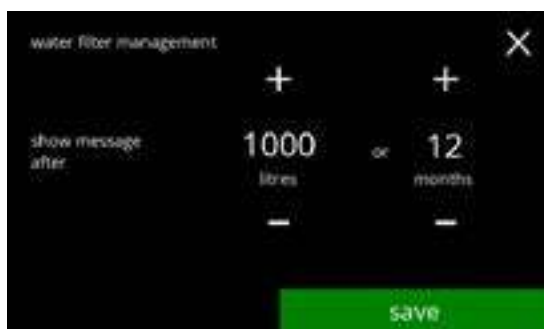 water filter management
+ +
show message
after
1000 or 12
litres months
- -
save